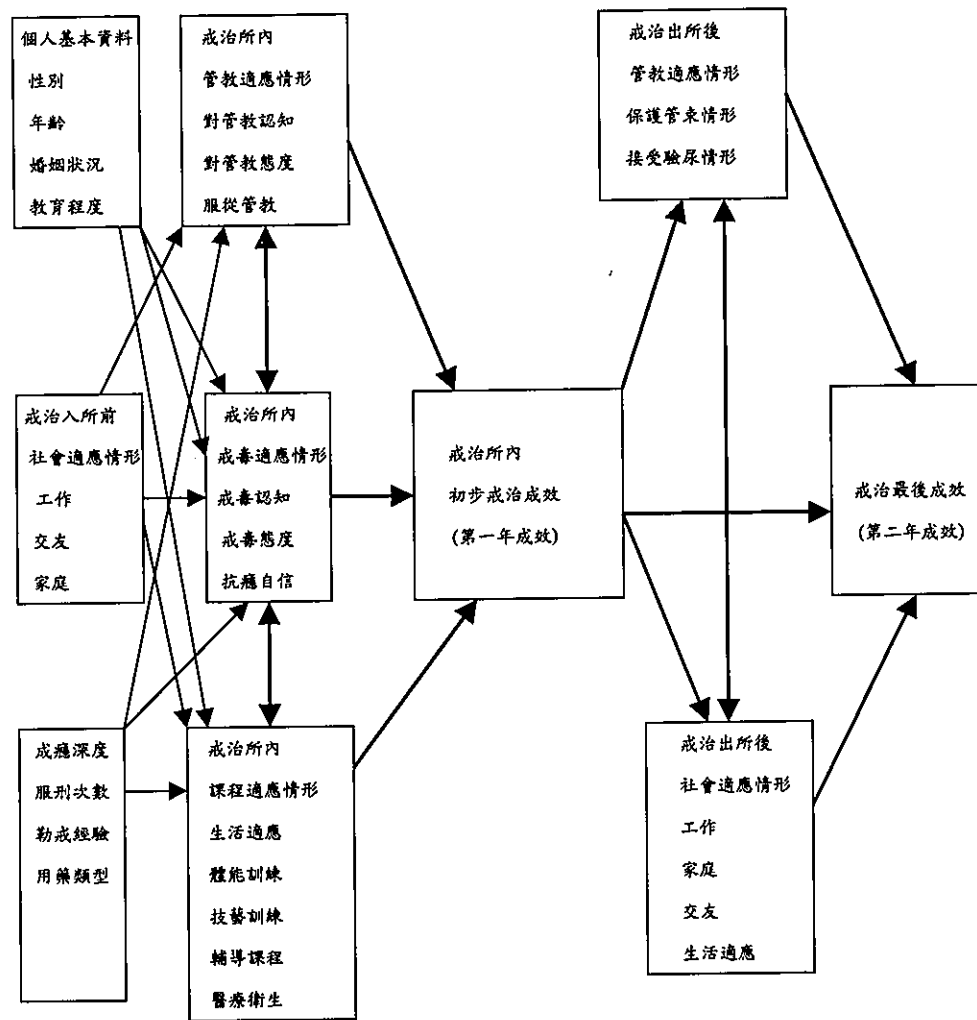 個人基本資料
性別
年齡
婚姻狀況
教育程度
戒治所內
管教適應情形
對管教認知
對管教態度
服從管教
戒治出所後
管教適應情形
保護管束情形
接受驗尿情形
戒治入所前
社會適應情形
工作
交友
家庭
戒治所內
戒毒適應情形
戒毒認知
戒毒態度
抗癮自信
戒治所內
初步戒治成效
(第一年成效)
戒治最後成效
(第二年成效)
成癮深度
服刑次數
勒戒經驗
用藥類型
戒治所內
課程適應情形
生活適應
體能訓練
技藝訓練
輔導課程
醫療衛生
戒治出所後
社會適應情形
工作
家庭
交友
生活適應